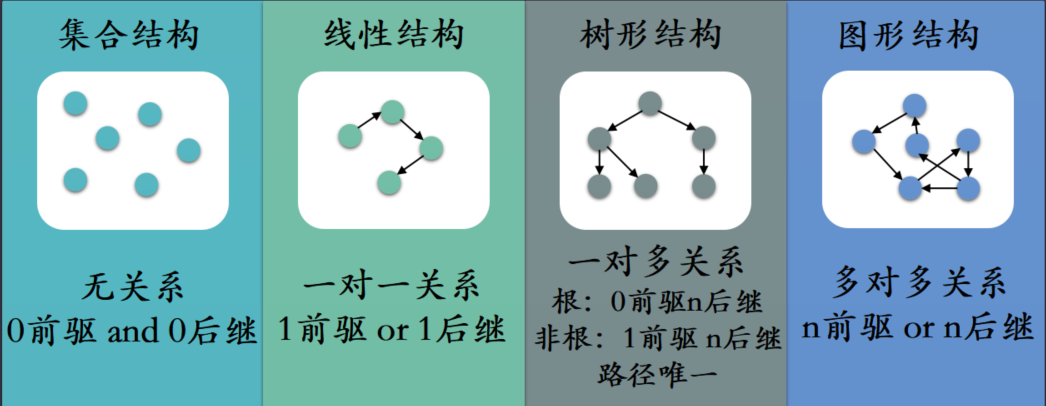 集合结构
无关系
0前驱 and 0后继
线性结构
一对一关系
1前驱 or 1后继
树形结构
一对多关系
根：0前驱n后继
非根：1前驱 n后继
路径唯一
图形结构
多对多关系
n前驱 or n后继